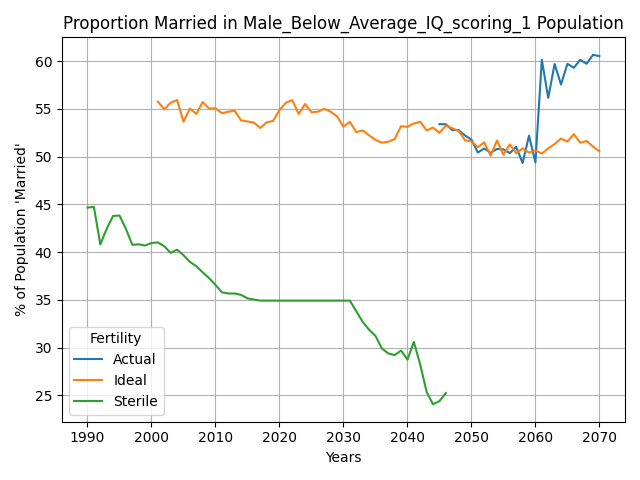 Proportion Married in Male_Below_Average_IQ_scoring_1 Population
% of Population 'Married'
60
55
50
45
40
35
30
25
Fertility
Actual
Ideal
Sterile
1990 2000 2010 2020 2030 2040 2050 2060 2070
Years